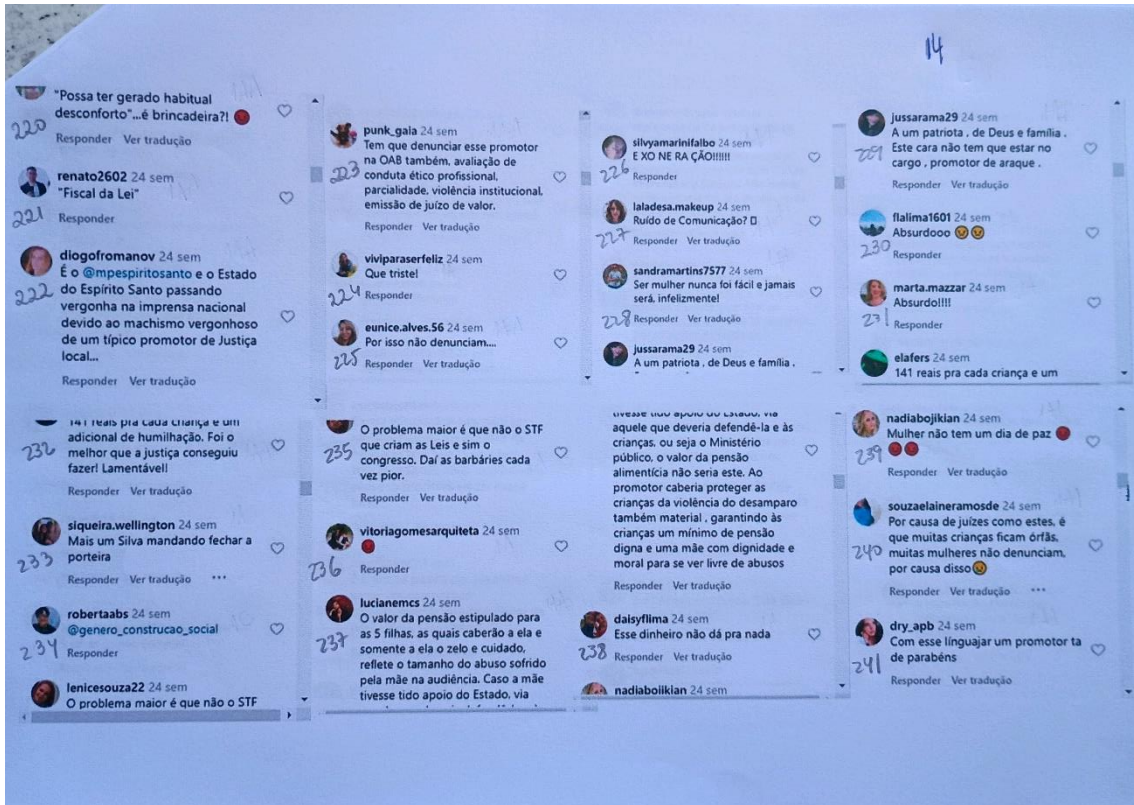 14
"Possa ter gerado habitual
desconforto"...é brincadeira?! 😡
220
Responder Ver tradução
renato2602 24 sem
"Fiscal da Lei"
221
Responder
diogofromanov 24 sem
É o @mpespiritosanto e o Estado
222
do Espírito Santo passando
vergonha na imprensa nacional
devido ao machismo vergonhoso
de um típico promotor de Justiça
local...
Responder Ver tradução
punk_gaia 24 sem
Tem que denunciar esse promotor
na OAB também, avaliação de
223
conduta ético profissional,
parcialidade, violência institucional,
emissão de juízo de valor.
Responder Ver tradução
viviparaserfeliz 24 sem
Que triste!
224
Responder Ver tradução
eunice.alves.56 24 sem
Por isso não denunciam....
225
Responder Ver tradução
silvyamarinifalbo 24 sem
E XO NE RA ÇÃO!!!!!!
226
Responder
laladesa.makeup 24 sem
Ruído de Comunicação? 
227
Responder Ver tradução
sandramartins7577 24 sem
Ser mulher nunca foi fácil e jamais
será, infelizmente!
228
Responder Ver tradução
jussarama29 24 sem
A um patriota , de Deus e família .
jussarama29 24 sem
A um patriota , de Deus e família .
229
Este cara não tem que estar no
cargo , promotor de araque .
Responder Ver tradução
flalima1601 24 sem
Absurdooo 😠😠
230
Responder
marta.mazzar 24 sem
Absurdo!!!!
231
Responder
elafers 24 sem
141 reais pra cada criança e um
141 reais pra cada criança e um
232
adicional de humilhação. Foi o
melhor que a justiça conseguiu
fazer! Lamentável!
Responder Ver tradução
siqueira.wellington 24 sem
Mais um Silva mandando fechar a
233
porteira
Responder Ver tradução ...
robertaabs 24 sem
@genero_construcao_social
234
Responder
lenicesouza22 24 sem
O problema maior é que não o STF
O problema maior é que não o STF
235
que criam as Leis e sim o
congresso. Daí as barbáries cada
vez pior.
Responder Ver tradução
vitoriagomesarquiteta 24 sem
😡
236
Responder
lucianemcs 24 sem
O valor da pensão estipulado para
237
as 5 filhas, as quais caberão a ela e
somente a ela o zelo e cuidado,
reflete o tamanho do abuso sofrido
pela mãe na audiência. Caso a mãe
tivesse tido apoio do Estado, via
tivesse tido apoio do Estado, via
aquele que deveria defendê-la e às
crianças, ou seja o Ministério
público, o valor da pensão
alimentícia não seria este. Ao
promotor caberia proteger as
crianças da violência do desamparo
também material , garantindo às
crianças um mínimo de pensão
digna e uma mãe com dignidade e
moral para se ver livre de abusos
Responder Ver tradução
daisyflima 24 sem
Esse dinheiro não dá pra nada
238
Responder Ver tradução
nadiabojikian 24 sem
nadiabojikian 24 sem
Mulher não tem um dia de paz 😡
239
😡😡
Responder Ver tradução
souzaelaineramosde 24 sem
Por causa de juízes como estes, é
que muitas crianças ficam órfãs,
240
muitas mulheres não denunciam,
por causa disso😠
Responder Ver tradução ...
dry_apb 24 sem
Com esse línguajar um promotor ta
241
de parabéns
Responder Ver tradução